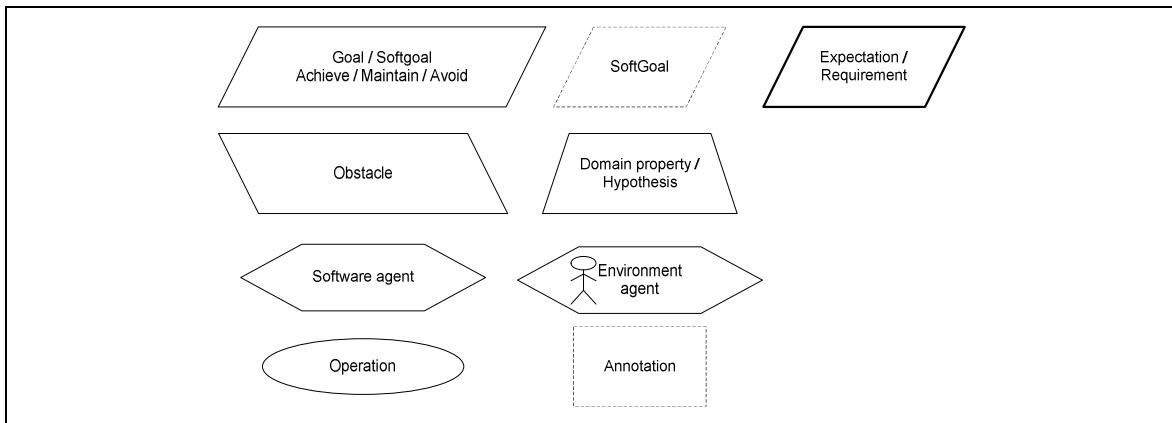 Goal / Softgoal
Achieve / Maintain / Avoid
SoftGoal
Expectation /
Requirement
Obstacle
Domain property /
Hypothesis
Software agent
Environment
agent
Operation
Annotation